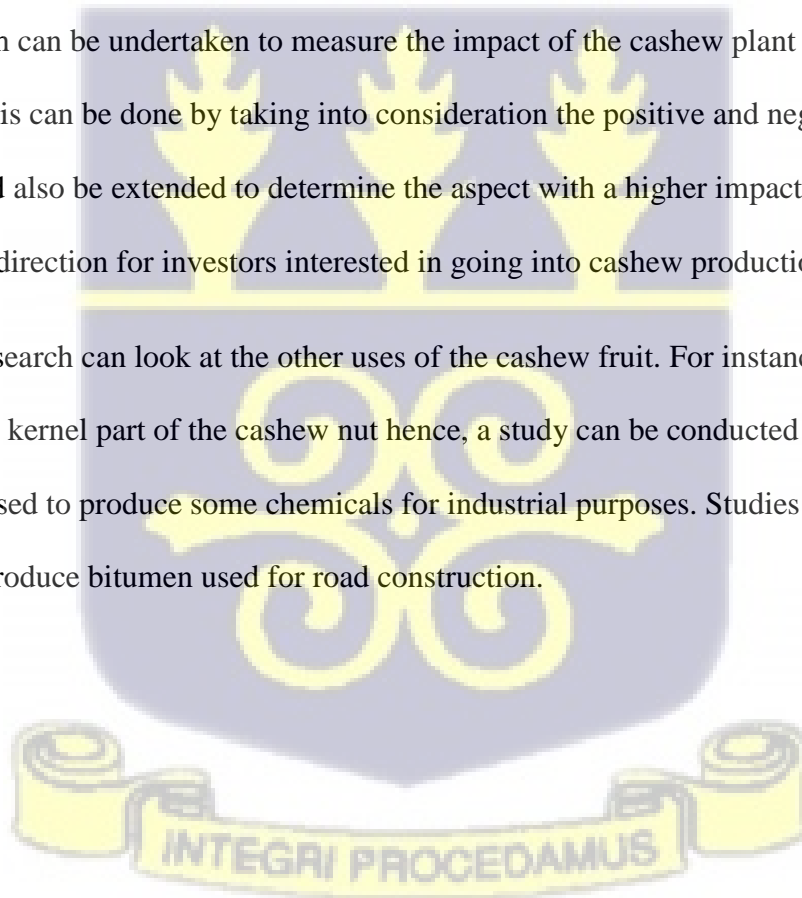 can be undertaken to measure the impact of the cashew plant
is can be done by taking into consideration the positive and neg
also be extended to determine the aspect with a higher impact
direction for investors interested in going into cashew productio
search can look at the other uses of the cashew fruit. For instanc
kernel part of the cashew nut hence, a study can be conducted
sed to produce some chemicals for industrial purposes. Studies
roduce bitumen used for road construction.
INTEGRI PROCEDAMUS